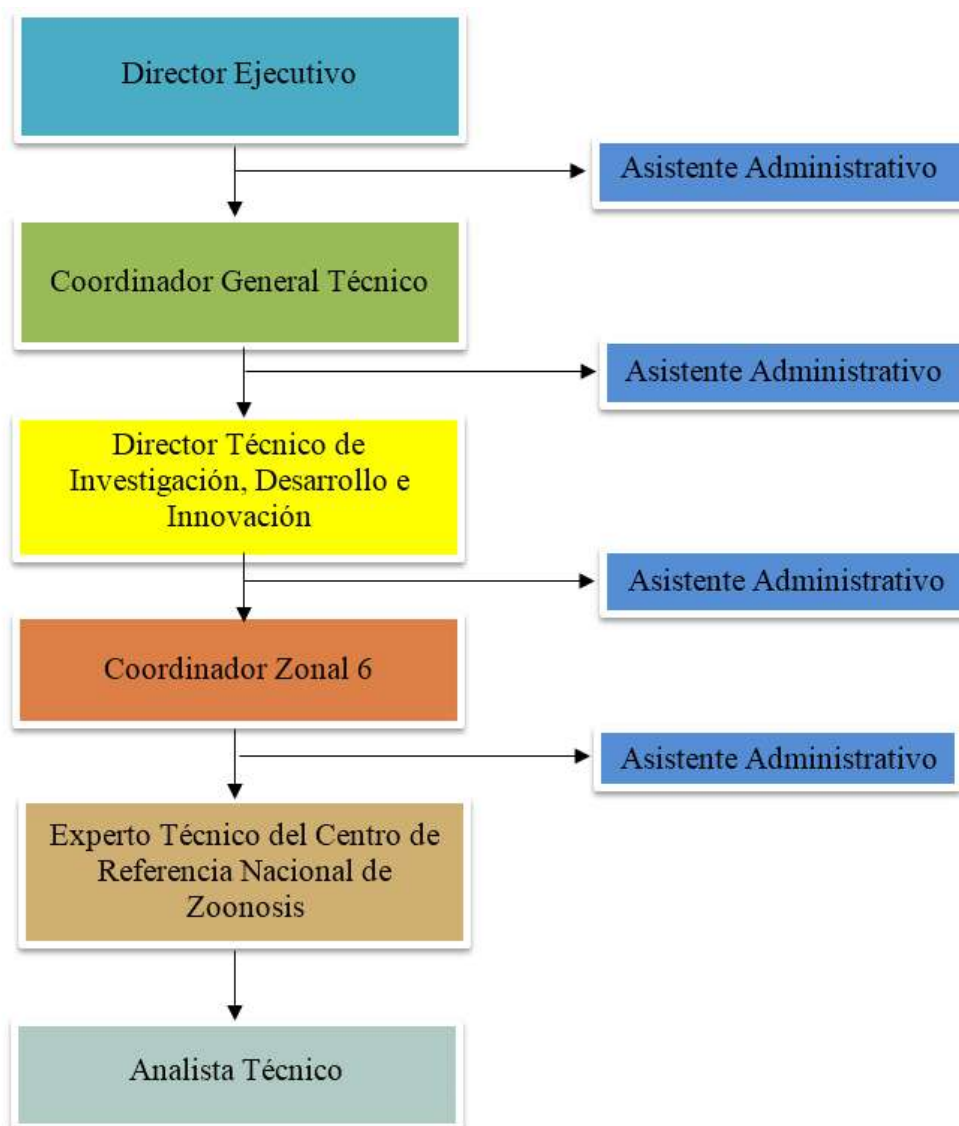 Director Ejecutivo
Asistente Administrativo
Coordinador General Técnico
Asistente Administrativo
Director Técnico de
Investigación, Desarrollo e
Innovación
Asistente Administrativo
Coordinador Zonal 6
Asistente Administrativo
Experto Técnico del Centro de
Referencia Nacional de
Zoonosis
Analista Técnico